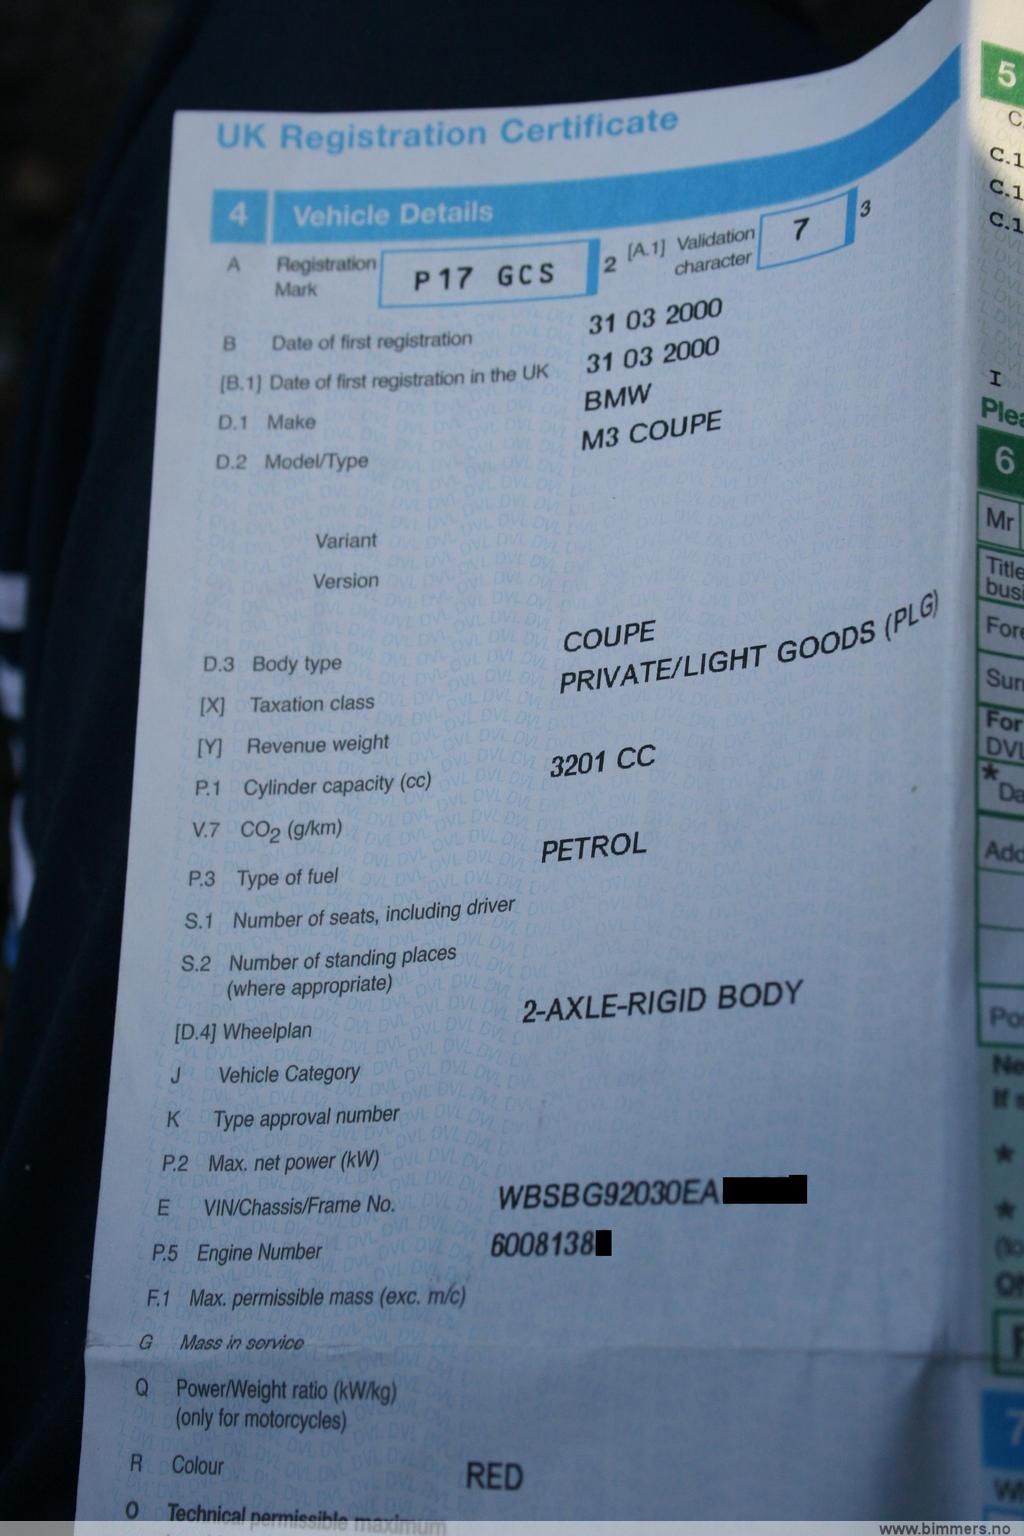 UK Registration Certificate
4 Vehicle Details
A Registration Mark P17 GCS 2 [A.1] Validation character 7 3
B Date of first registration 31 03 2000
[B.1] Date of first registration in the UK 31 03 2000
D.1 Make BMW
D.2 Model/Type M3 COUPE
Variant
Version
D.3 Body type COUPE
[X] Taxation class PRIVATE/LIGHT GOODS (PLG)
[Y] Revenue weight
P.1 Cylinder capacity (cc) 3201 CC
V.7 CO2 (g/km)
P.3 Type of fuel PETROL
S.1 Number of seats, including driver
S.2 Number of standing places
(where appropriate)
[D.4] Wheelplan 2-AXLE-RIGID BODY
J Vehicle Category
K Type approval number
P.2 Max. net power (kW)
E VIN/Chassis/Frame No. WBSBG92030EA
P.5 Engine Number 6008138
F.1 Max. permissible mass (exc. m/c)
G Mass in service
Q Power/Weight ratio (kW/kg)
(only for motorcycles)
R Colour RED
O Technical permissible maximum
5
C.1
C.1
C.1
I
6
Mr
For
DVL
*
*
*
7
www.bimmers.no